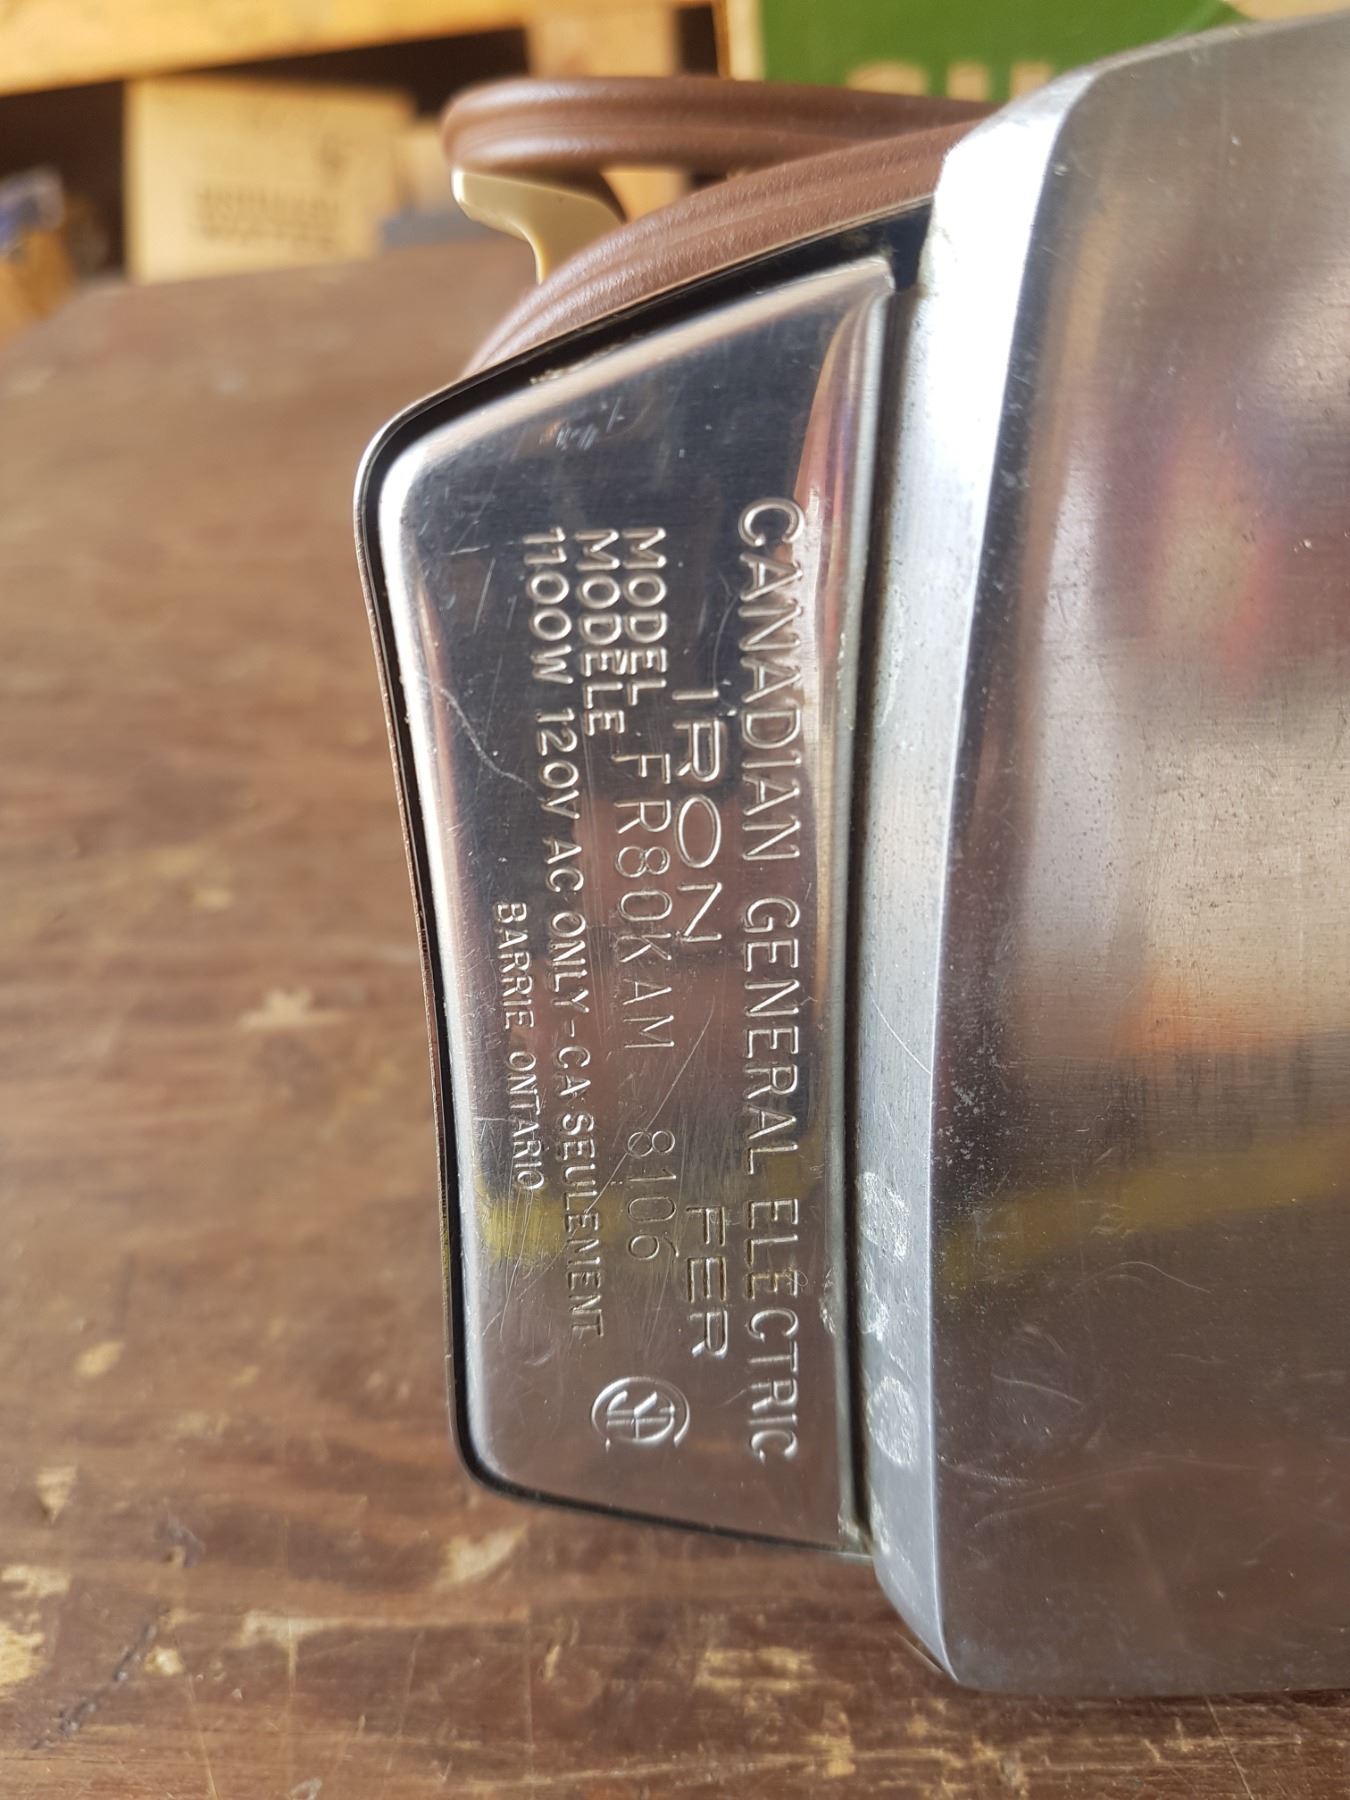 CANADIAN GENERAL ELECTRIC
IRON FER
MODEL FR80KAM 8106
MODELE
1100W 120V AC ONLY - CA SEULEMENT
BARRIE ONTARIO